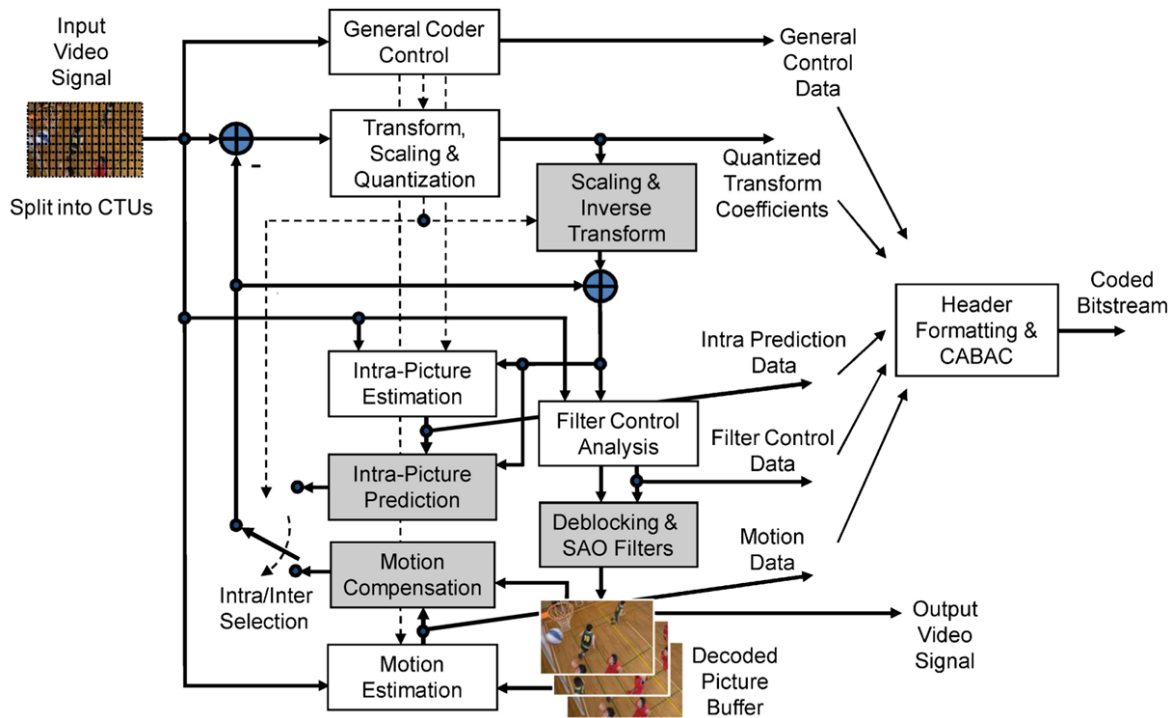 Input
Video
Signal
Split into CTUs
General Coder
Control
Transform,
Scaling &
Quantization
-
Scaling &
Inverse
Transform
General
Control
Data
Quantized
Transform
Coefficients
Intra-Picture
Estimation
Intra-Picture
Prediction
Filter Control
Analysis
Deblocking &
SAO Filters
Motion
Compensation
Intra/Inter
Selection
Motion
Estimation
Intra Prediction
Data
Filter Control
Data
Motion
Data
Header
Formatting &
CABAC
Coded
Bitstream
Output
Video
Signal
Decoded
Picture
Buffer